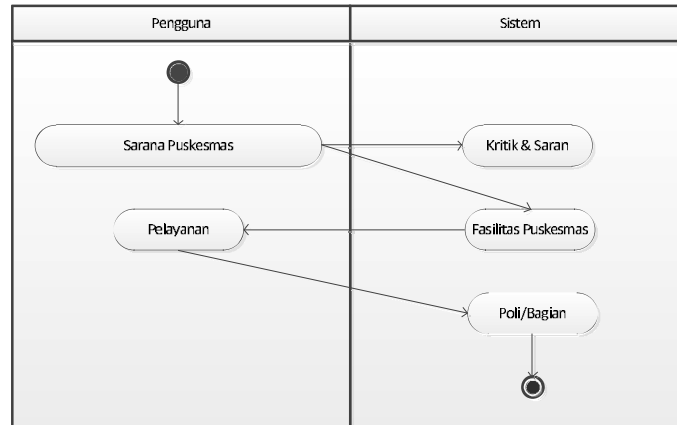 Pengguna
Sistem
Sarana Puskesmas
Kritik & Saran
Pelayanan
Fasilitas Puskesmas
Poli/Bagian